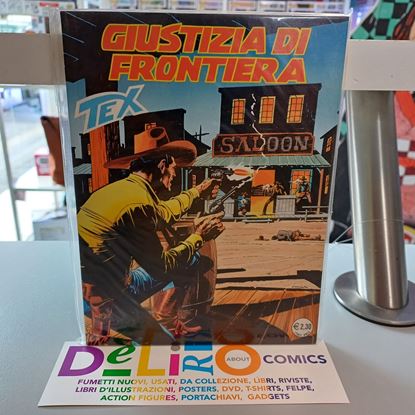 GIUSTIZIA DI
FRONTIERA
TEX
SALOON
€ 2,30
DeLiRiO
ABOUT
COMICS
FUMETTI NUOVI, USATI, DA COLLEZIONE, LIBRI, RIVISTE,
LIBRI D'ILLUSTRAZIONI, POSTERS, DVD, T-SHIRTS, FELPE,
ACTION FIGURES, PORTACHIAVI, GADGETS